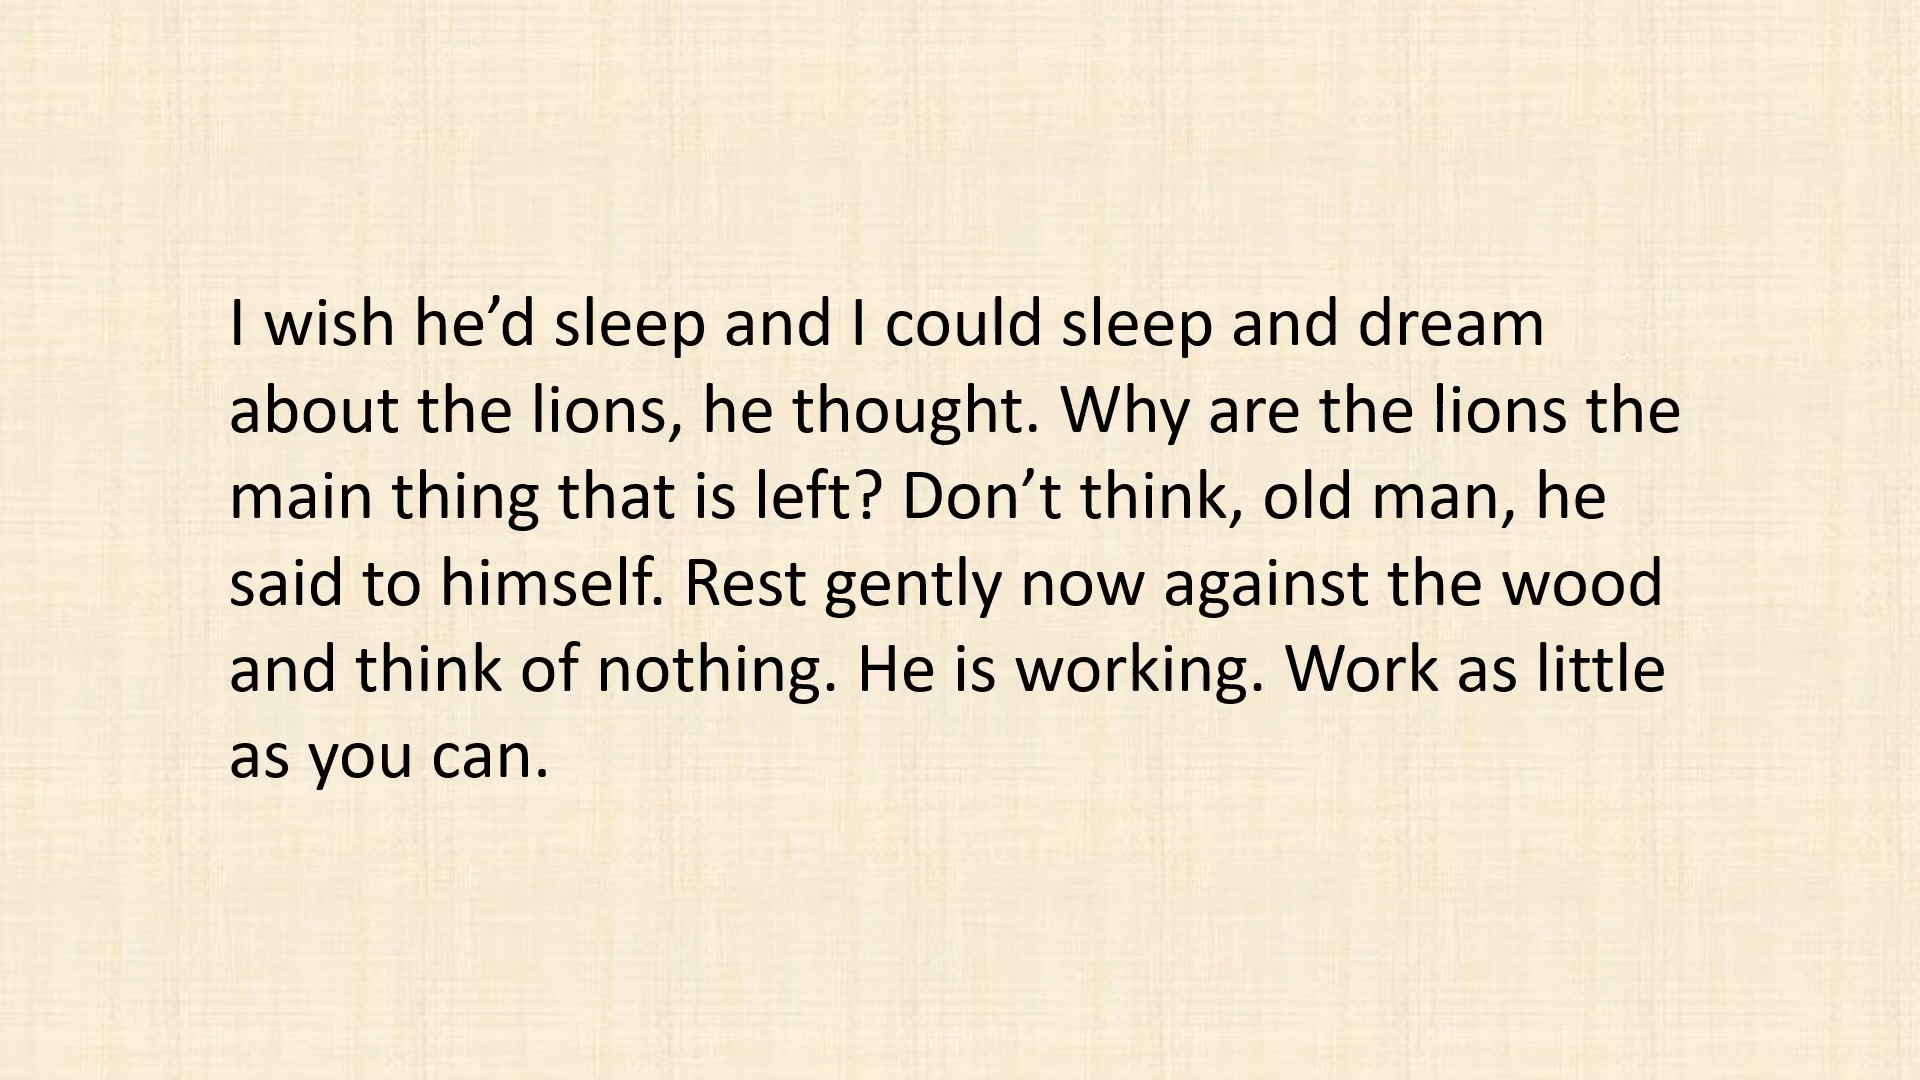 I wish he’d sleep and I could sleep and dream
about the lions, he thought. Why are the lions the
main thing that is left? Don’t think, old man, he
said to himself. Rest gently now against the wood
and think of nothing. He is working. Work as little
as you can.